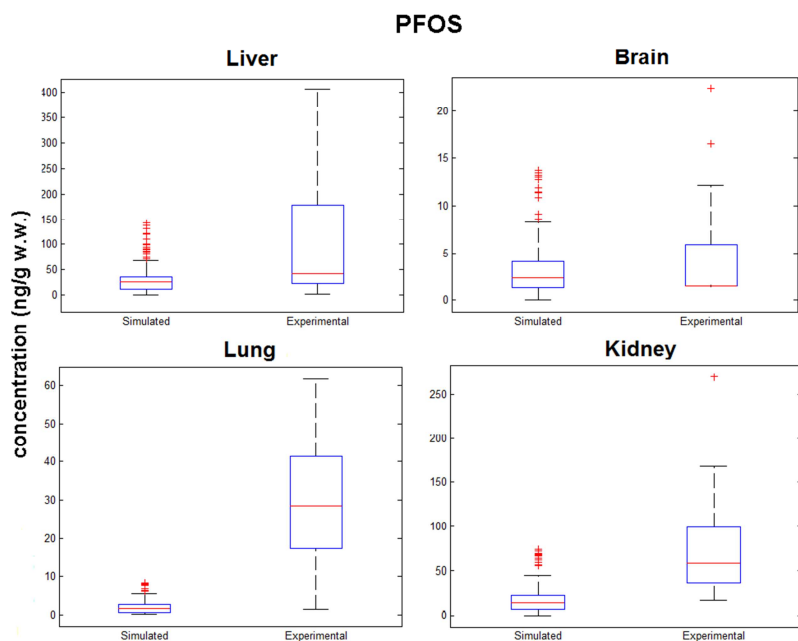 PFOS
Liver
Brain
concentration (ng/g w.w.)
400
350
300
250
200
150
100
50
0
Simulated
Experimental
20
15
10
5
0
Simulated
Experimental
Lung
Kidney
60
50
40
30
20
10
0
Simulated
Experimental
250
200
150
100
50
0
Simulated
Experimental